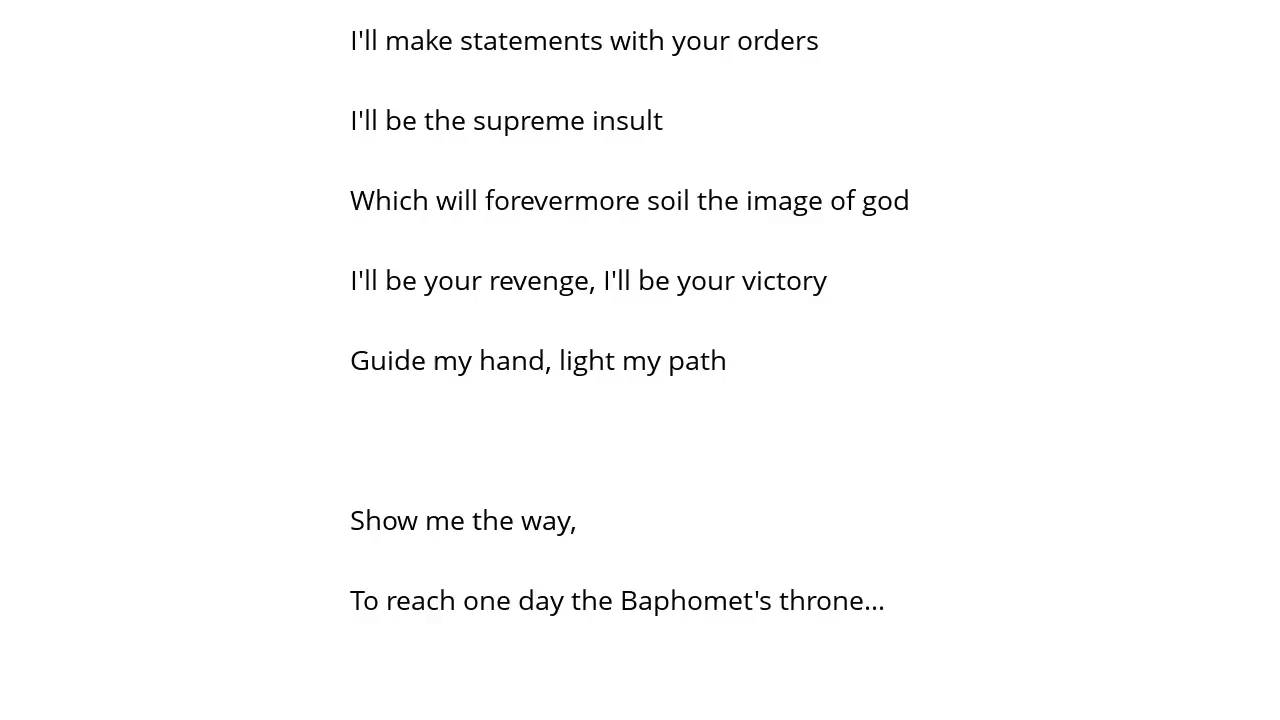 I'll make statements with your orders
I'll be the supreme insult
Which will forevermore soil the image of god
I'll be your revenge, I'll be your victory
Guide my hand, light my path
Show me the way,
To reach one day the Baphomet's throne...